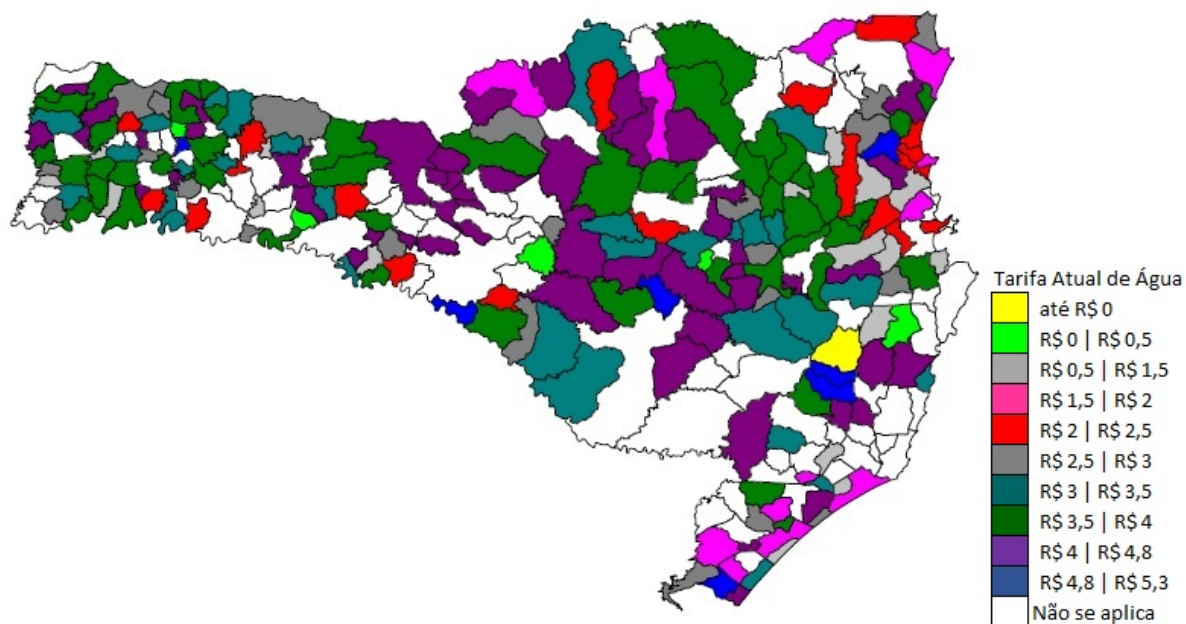 Tarifa Atual de Água
até R$ 0
R$ 0 | R$ 0,5
R$ 0,5 | R$ 1,5
R$ 1,5 | R$ 2
R$ 2 | R$ 2,5
R$ 2,5 | R$ 3
R$ 3 | R$ 3,5
R$ 3,5 | R$ 4
R$ 4 | R$ 4,8
R$ 4,8 | R$ 5,3
Não se aplica